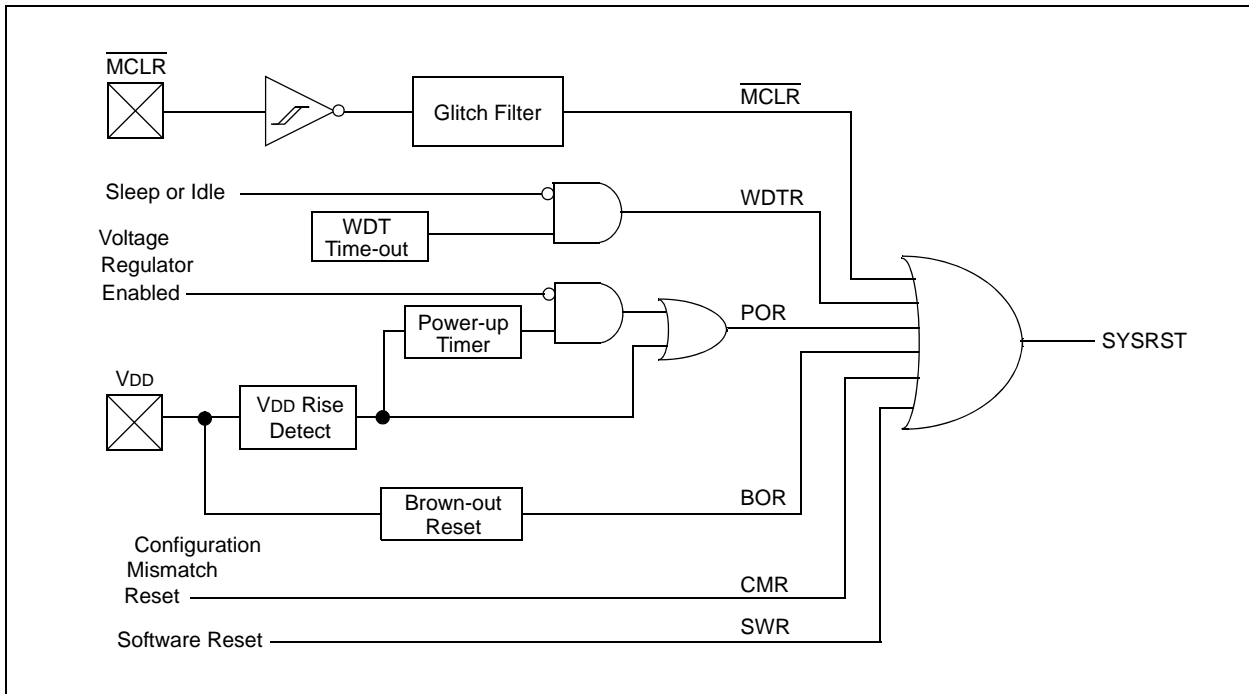 MCLR
Glitch Filter
MCLR
Sleep or Idle
WDT
Time-out
WDTR
Voltage
Regulator
Enabled
Power-up
Timer
POR
SYSRST
VDD
VDD Rise
Detect
Brown-out
Reset
BOR
Configuration
Mismatch
Reset
CMR
Software Reset
SWR